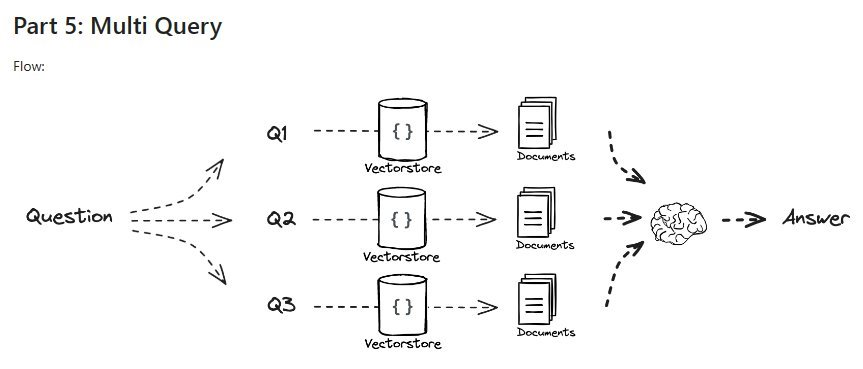 Part 5: Multi Query
Flow:
Q1
{}
Vectorstore
Documents
Question
Q2
{}
Vectorstore
Documents
Answer
Q3
{}
Vectorstore
Documents